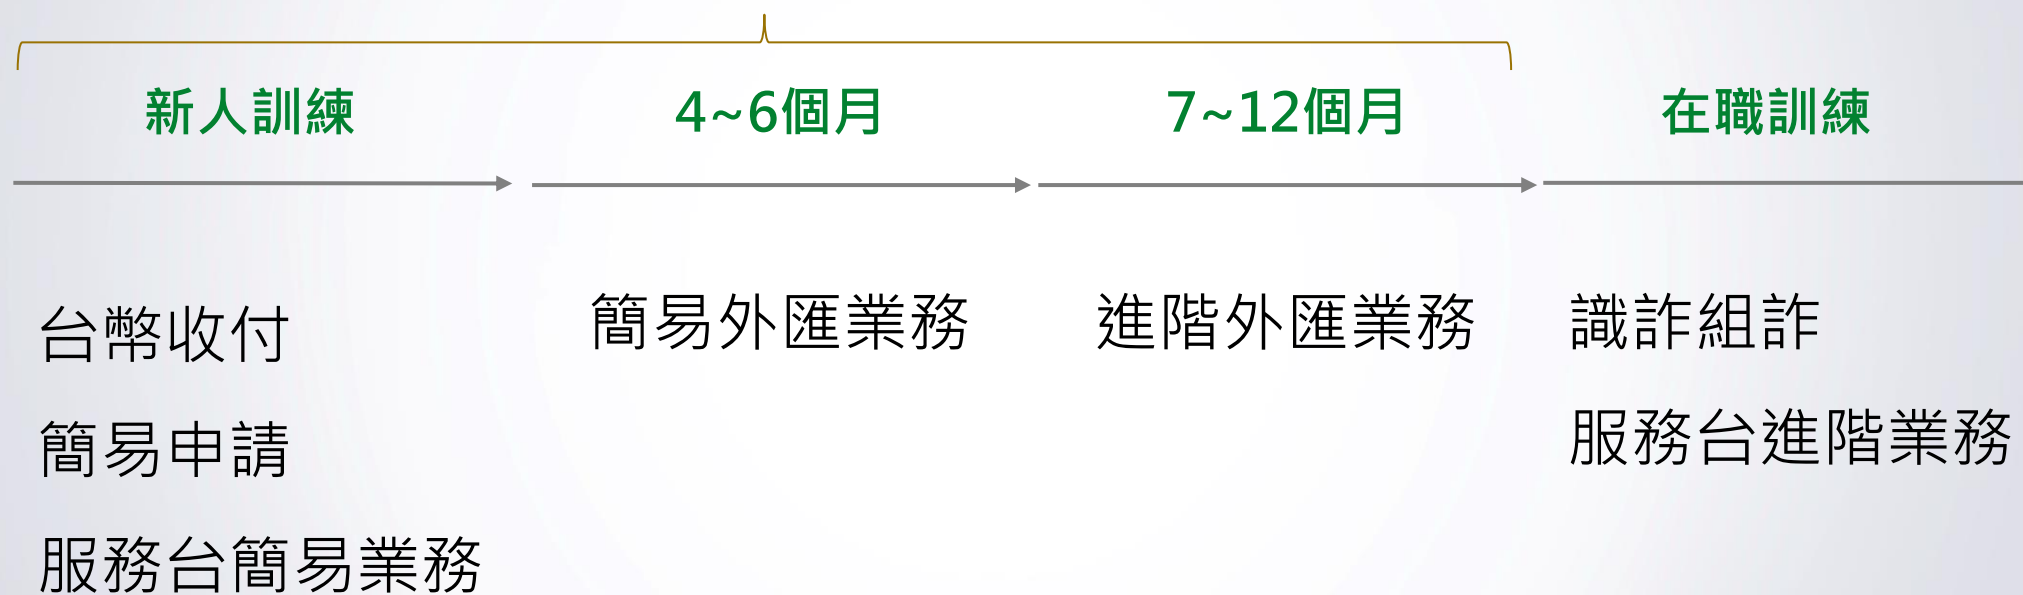 新人訓練
4~6個月
7~12個月
在職訓練
台幣收付
簡易申請
服務台簡易業務
簡易外匯業務
進階外匯業務
識詐組詐
服務台進階業務